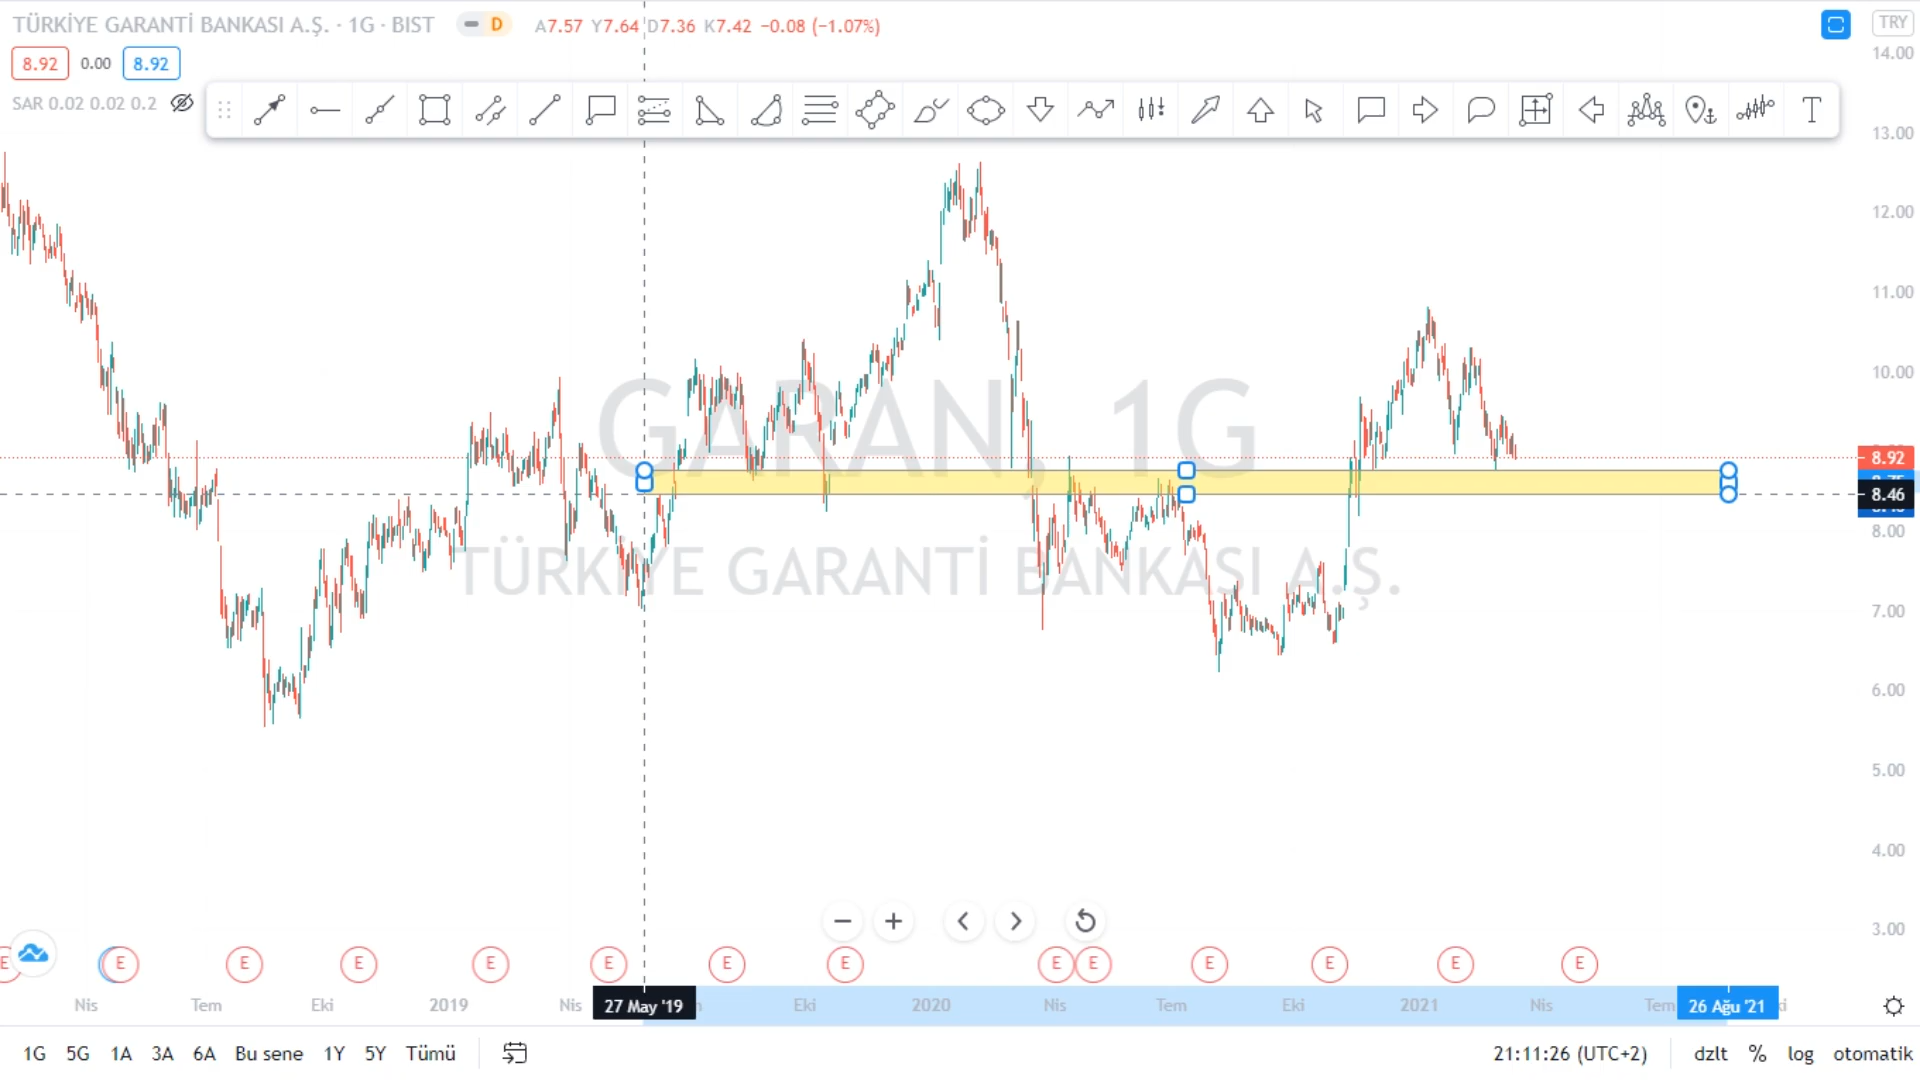 TÜRKİYE GARANTİ BANKASI A.Ş. · 1G · BIST D A7.57 Y7.64 D7.36 K7.42 −0.08 (−1.07%)
TRY
8.92 0.00 8.92
SAR 0.02 0.02 0.2
T
14.00
13.00
12.00
11.00
10.00
8.92
8.46
8.00
7.00
6.00
5.00
4.00
3.00
GARAN, 1G
TÜRKİYE GARANTİ BANKASI A.Ş.
E E E E E E E E E E E E E E
Nis Tem Eki 2019 Nis 27 May '19 Eki 2020 Nis Tem Eki 2021 Nis Tem 26 Ağu '21
1G 5G 1A 3A 6A Bu sene 1Y 5Y Tümü 21:11:26 (UTC+2) dzlt % log otomatik